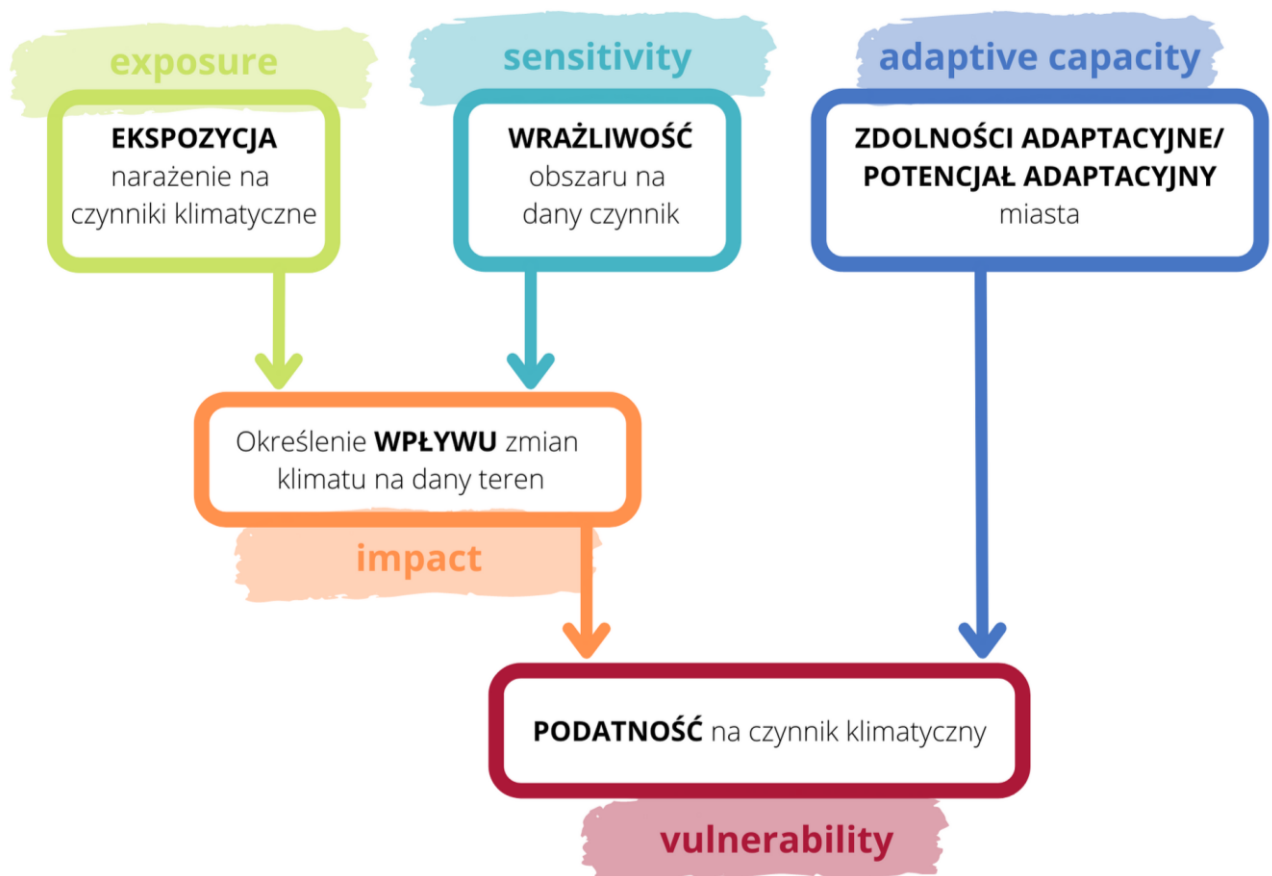 exposure
EKSPOZYCJA
narażenie na
czynniki klimatyczne
sensitivity
WRAŻLIWOŚĆ
obszaru na
dany czynnik
adaptive capacity
ZDOLNOŚCI ADAPTACYJNE/
POTENCJAŁ ADAPTACYJNY
miasta
Określenie WPŁYWU zmian
klimatu na dany teren
impact
PODATNOŚĆ na czynnik klimatyczny
vulnerability